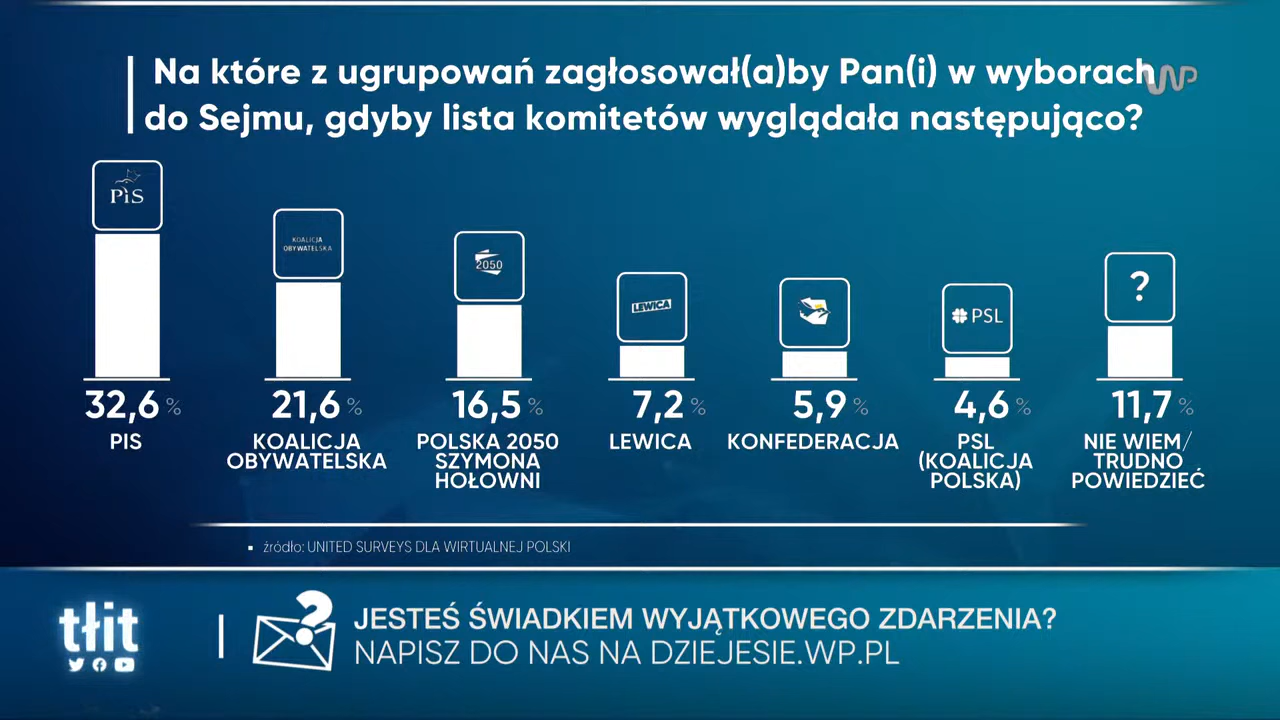 Na które z ugrupowań zagłosował(a)by Pan(i) w wyborach
do Sejmu, gdyby lista komitetów wyglądała następująco?
WP
PiS
KOALICJA
OBYWATELSKA
2050
LEWICA
PSL
?
32,6 %
21,6 %
16,5 %
7,2 %
5,9 %
4,6 %
11,7 %
PIS
KOALICJA
OBYWATELSKA
POLSKA 2050
SZYMONA
HOŁOWNI
LEWICA
KONFEDERACJA
PSL
(KOALICJA
POLSKA)
NIE WIEM/
TRUDNO
POWIEDZIEĆ
źródło: UNITED SURVEYS DLA WIRTUALNEJ POLSKI
tłit
?
JESTEŚ ŚWIADKIEM WYJĄTKOWEGO ZDARZENIA?
NAPISZ DO NAS NA DZIEJESIE.WP.PL